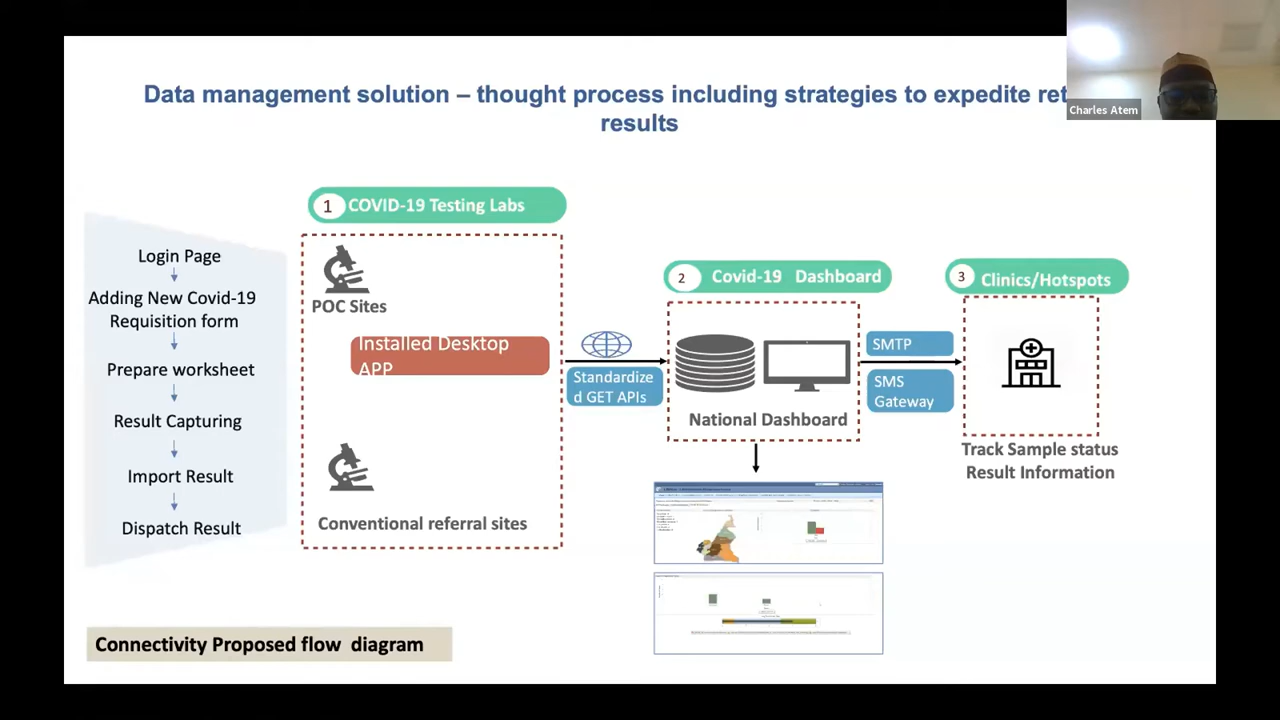 Data management solution – thought process including strategies to expedite ret
results
Charles Atem
Login Page
Adding New Covid-19
Requisition form
Prepare worksheet
Result Capturing
Import Result
Dispatch Result
1 COVID-19 Testing Labs
POC Sites
Installed Desktop
APP
Conventional referral sites
Standardize
d GET APIs
2 Covid-19 Dashboard
National Dashboard
SMTP
SMS
Gateway
3 Clinics/Hotspots
Track Sample status
Result Information
Connectivity Proposed flow diagram